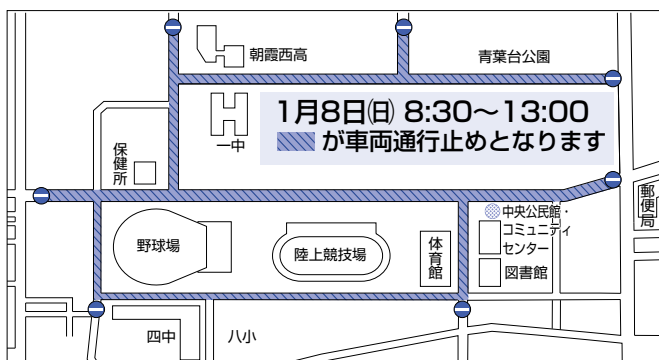 朝霞西高
青葉台公園
1月8日(日) 8:30〜13:00
が車両通行止めとなります
一中
保健所
郵便局
中央公民館・
コミュニティ
センター
野球場
陸上競技場
体育館
図書館
四中
八小